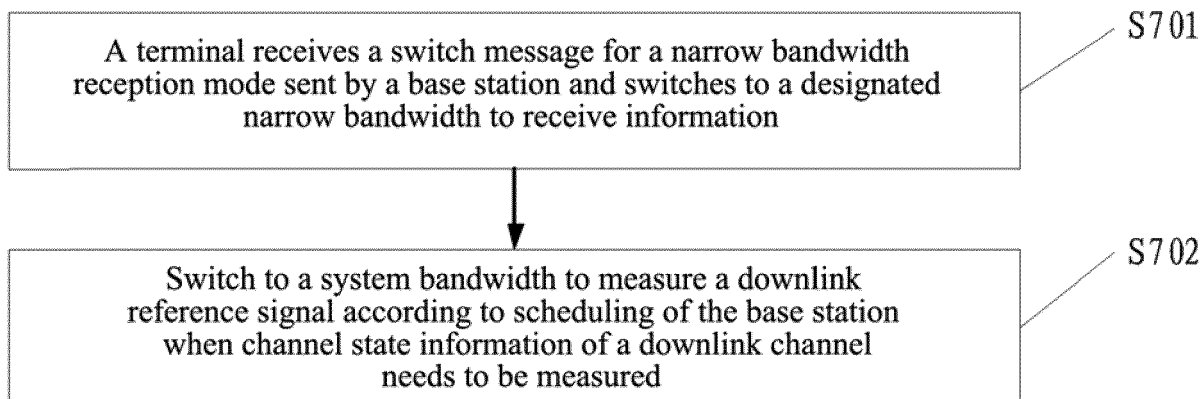 A terminal receives a switch message for a narrow bandwidth
reception mode sent by a base station and switches to a designated
narrow bandwidth to receive information
S701
Switch to a system bandwidth to measure a downlink
reference signal according to scheduling of the base station
when channel state information of a downlink channel
needs to be measured
S702